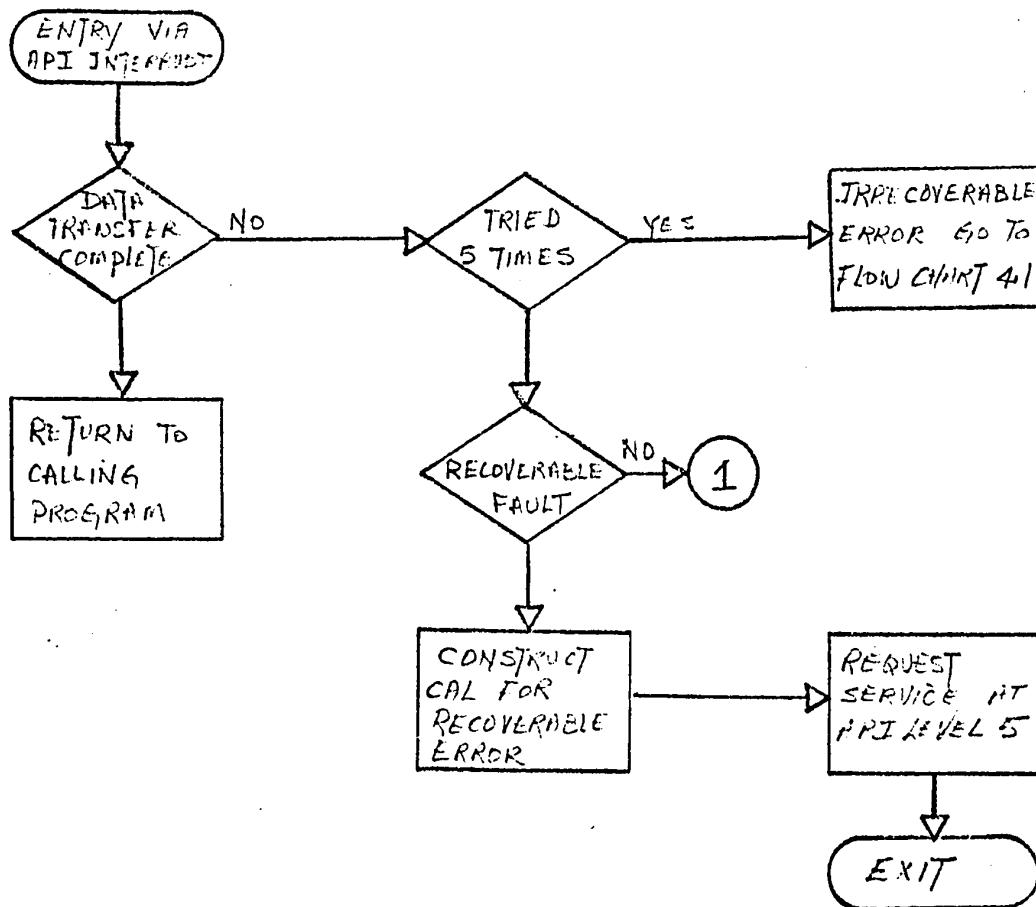 ENTRY VIA
API INTERRUPT
DATA
TRANSFER
COMPLETE
NO
TRIED
5 TIMES
YES
IRRECOVERABLE
ERROR GO TO
FLOW CHART 4.1
RETURN TO
CALLING
PROGRAM
RECOVERABLE
FAULT
NO
1
CONSTRUCT
CAL FOR
RECOVERABLE
ERROR
REQUEST
SERVICE AT
API LEVEL 5
EXIT